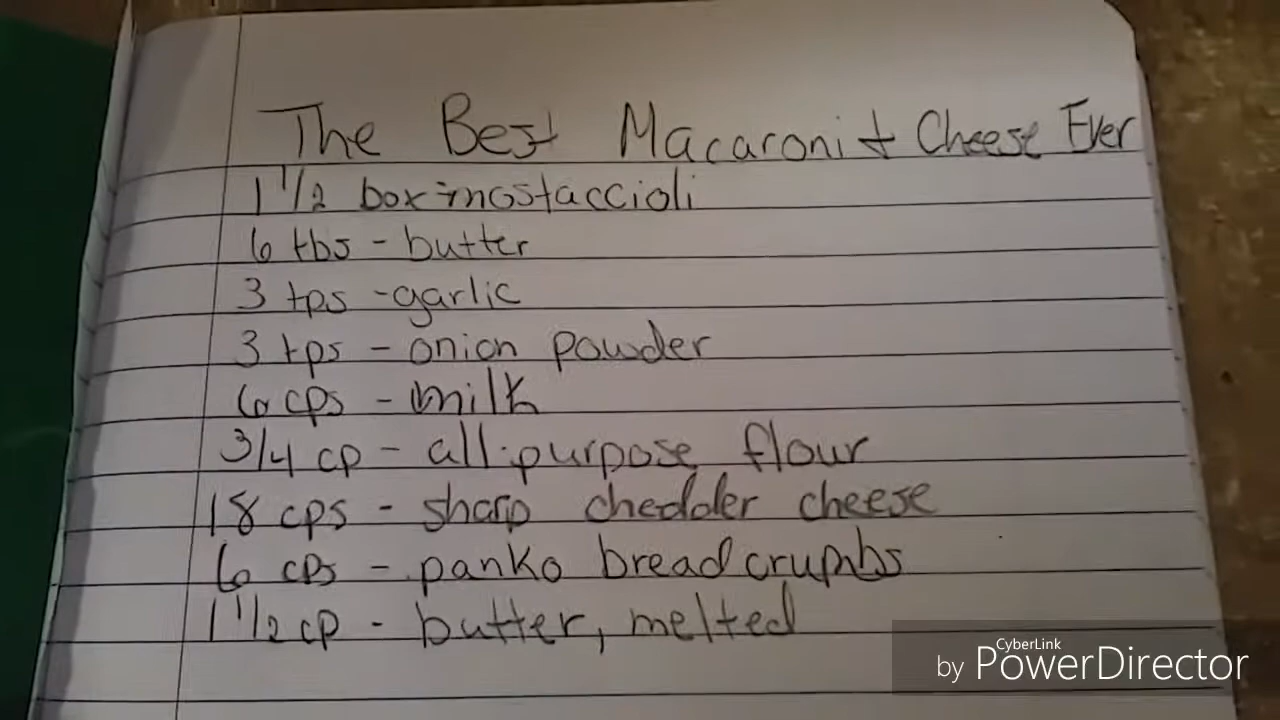 The Best Macaroni + Cheese Ever
1 1/2 box - mostaccioli
6 tbs - butter
3 tps - garlic
3 tps - onion powder
6 cps - milk
3/4 cp - all-purpose flour
18 cps - sharp chedder cheese
6 cps - panko breadcrumbs
1 1/2 cp - butter, melted
CyberLink
by PowerDirector